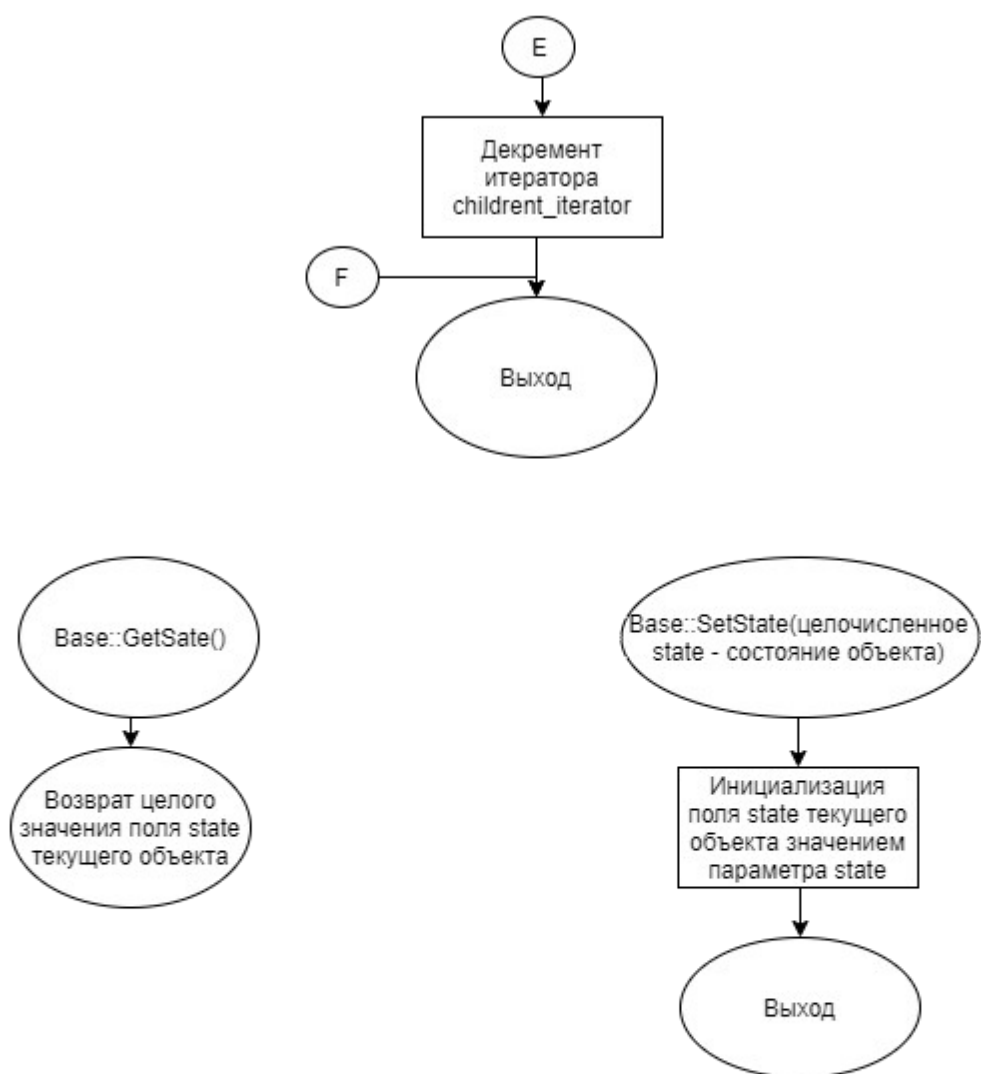 E
Декремент
итератора
childrent_iterator
F
Выход
Base::GetSate()
Возврат целого
значения поля state
текущего объекта
Base::SetState(целочисленное
state - состояние объекта)
Инициализация
поля state текущего
объекта значением
параметра state
Выход